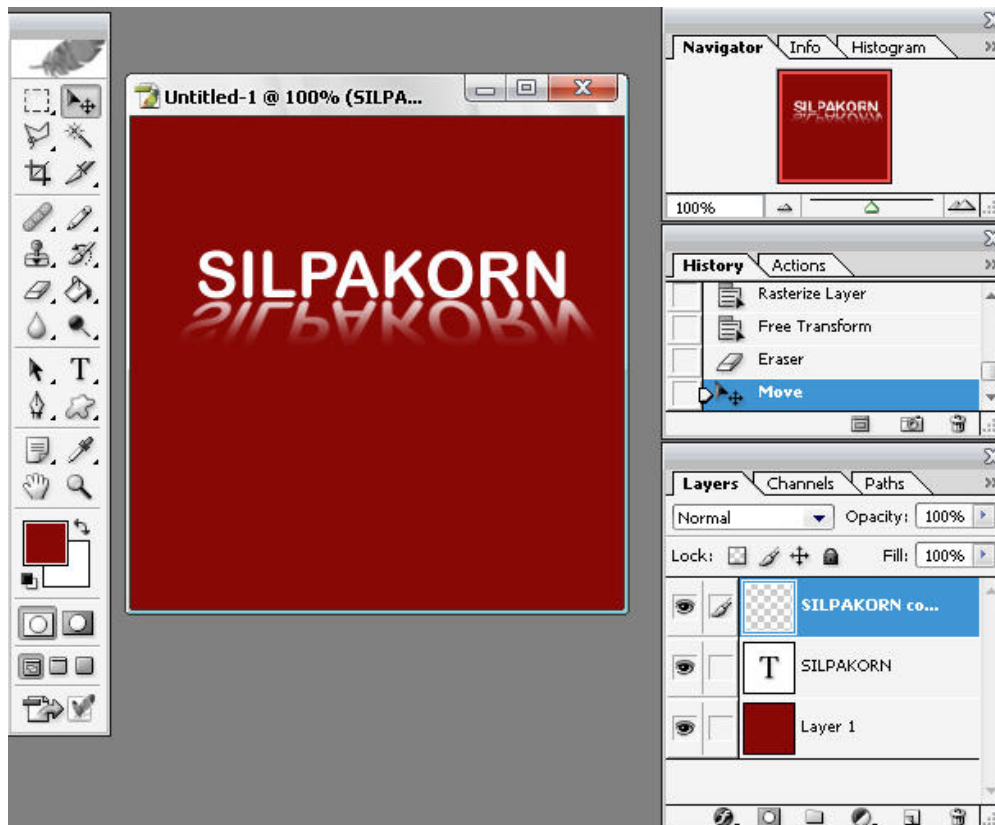 Untitled-1 @ 100% (SILPA...
SILPAKORN
SILPAKORN
Navigator Info Histogram
SILPAKORN
100%
History Actions
Rasterize Layer
Free Transform
Eraser
Move
Layers Channels Paths
Normal Opacity: 100%
Lock: Fill: 100%
SILPAKORN co...
T SILPAKORN
Layer 1